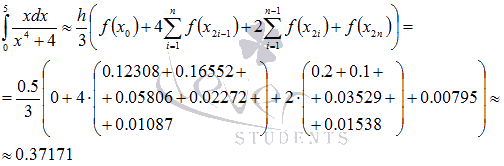 ∫₀⁵ xdx/(x⁴+4) ≈ h/3 ( f(x₀) + 4 ∑ᵢ₌₁ⁿ f(x₂ᵢ₋₁) + 2 ∑ᵢ₌₁ⁿ⁻¹ f(x₂ᵢ) + f(x₂ₙ) ) =
= 0.5/3 ( 0 + 4 · ( 0.12308 + 0.16552 + + 0.05806 + 0.02272 + + 0.01087 ) + 2 · ( 0.2 + 0.1 + + 0.03529 + + 0.01538 ) + 0.00795 ) ≈
≈ 0.37171
STUDENTS